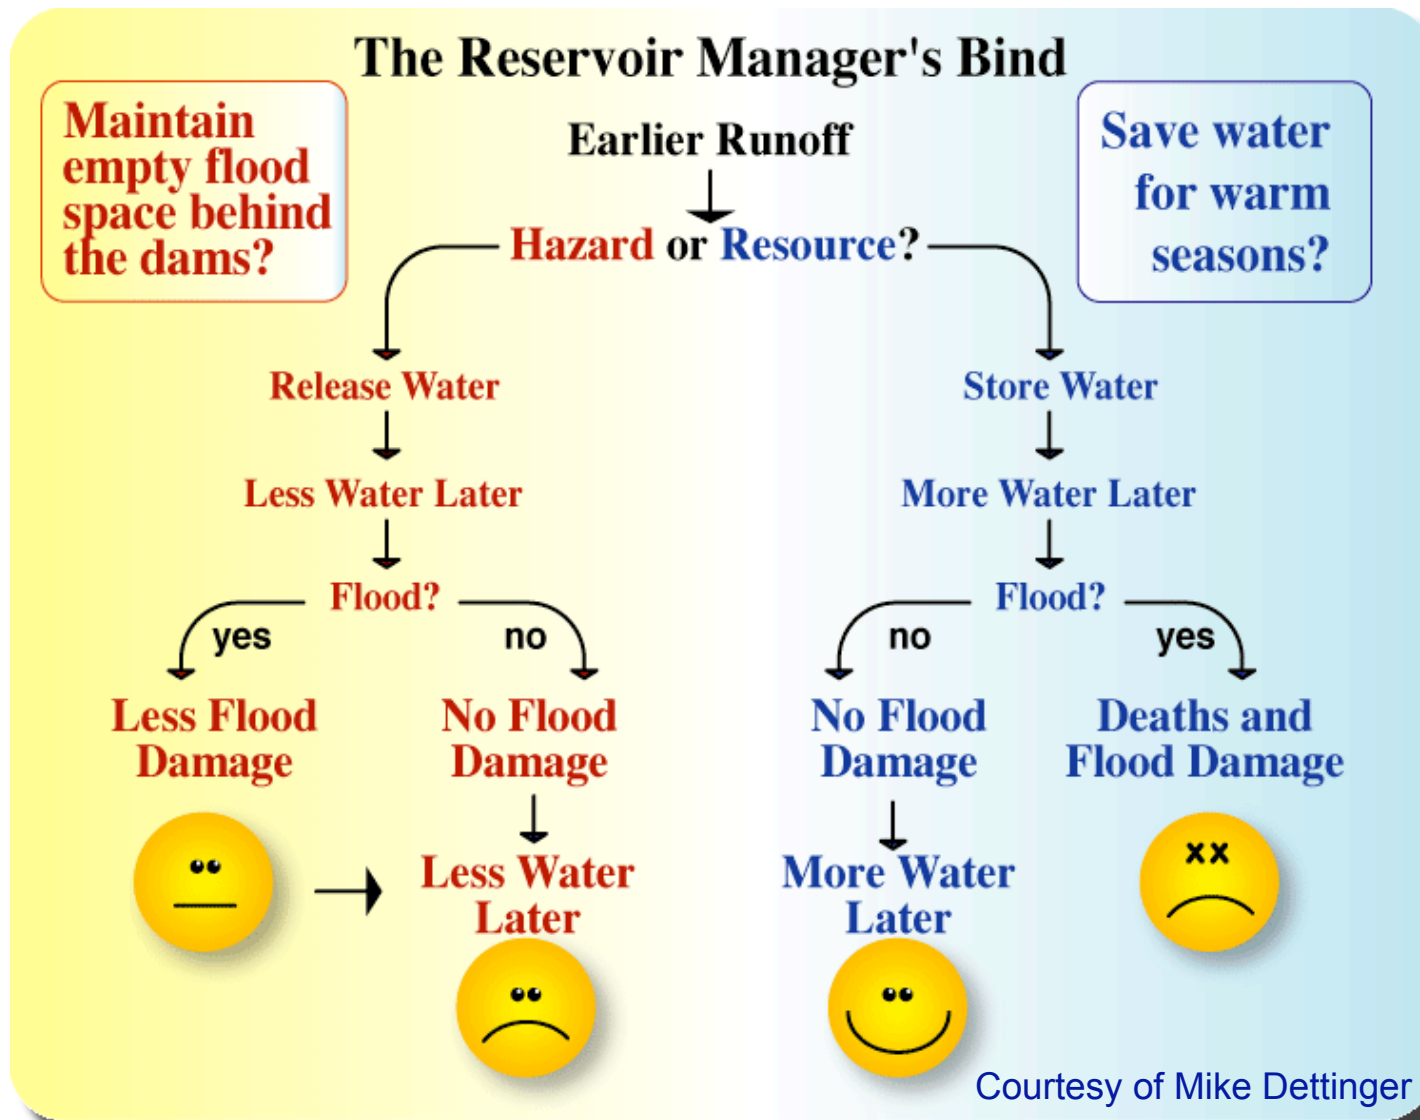 The Reservoir Manager's Bind
Maintain
empty flood
space behind
the dams?
Earlier Runoff
Save water
for warm
seasons?
Hazard or Resource?
Release Water
Store Water
Less Water Later
More Water Later
Flood?
Flood?
yes
no
no
yes
Less Flood
Damage
No Flood
Damage
No Flood
Damage
Deaths and
Flood Damage
Less Water
Later
More Water
Later
Courtesy of Mike Dettinger